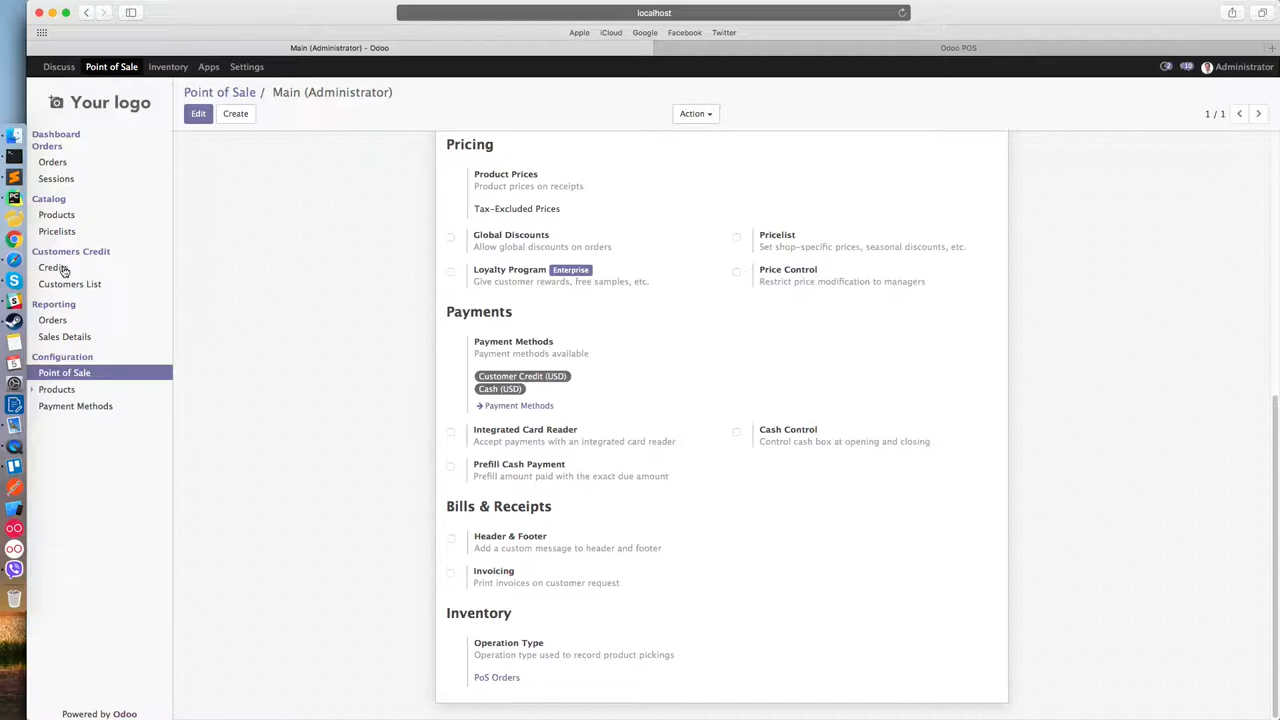 localhost
Apple iCloud Google Facebook Twitter
Main (Administrator) - Odoo
Odoo POS
Discuss Point of Sale Inventory Apps Settings
Administrator
Your logo
Point of Sale / Main (Administrator)
Edit Create
Action
1 / 1
Dashboard
Orders
Orders
Sessions
Catalog
Products
Pricelists
Customers Credit
Credits
Customers List
Reporting
Orders
Sales Details
Configuration
Point of Sale
Products
Payment Methods
Powered by Odoo
Pricing
Product Prices
Product prices on receipts
Tax-Excluded Prices
Global Discounts
Allow global discounts on orders
Pricelist
Set shop-specific prices, seasonal discounts, etc.
Loyalty Program Enterprise
Give customer rewards, free samples, etc.
Price Control
Restrict price modification to managers
Payments
Payment Methods
Payment methods available
Customer Credit (USD)
Cash (USD)
Payment Methods
Integrated Card Reader
Accept payments with an integrated card reader
Cash Control
Control cash box at opening and closing
Prefill Cash Payment
Prefill amount paid with the exact due amount
Bills & Receipts
Header & Footer
Add a custom message to header and footer
Invoicing
Print invoices on customer request
Inventory
Operation Type
Operation type used to record product pickings
PoS Orders